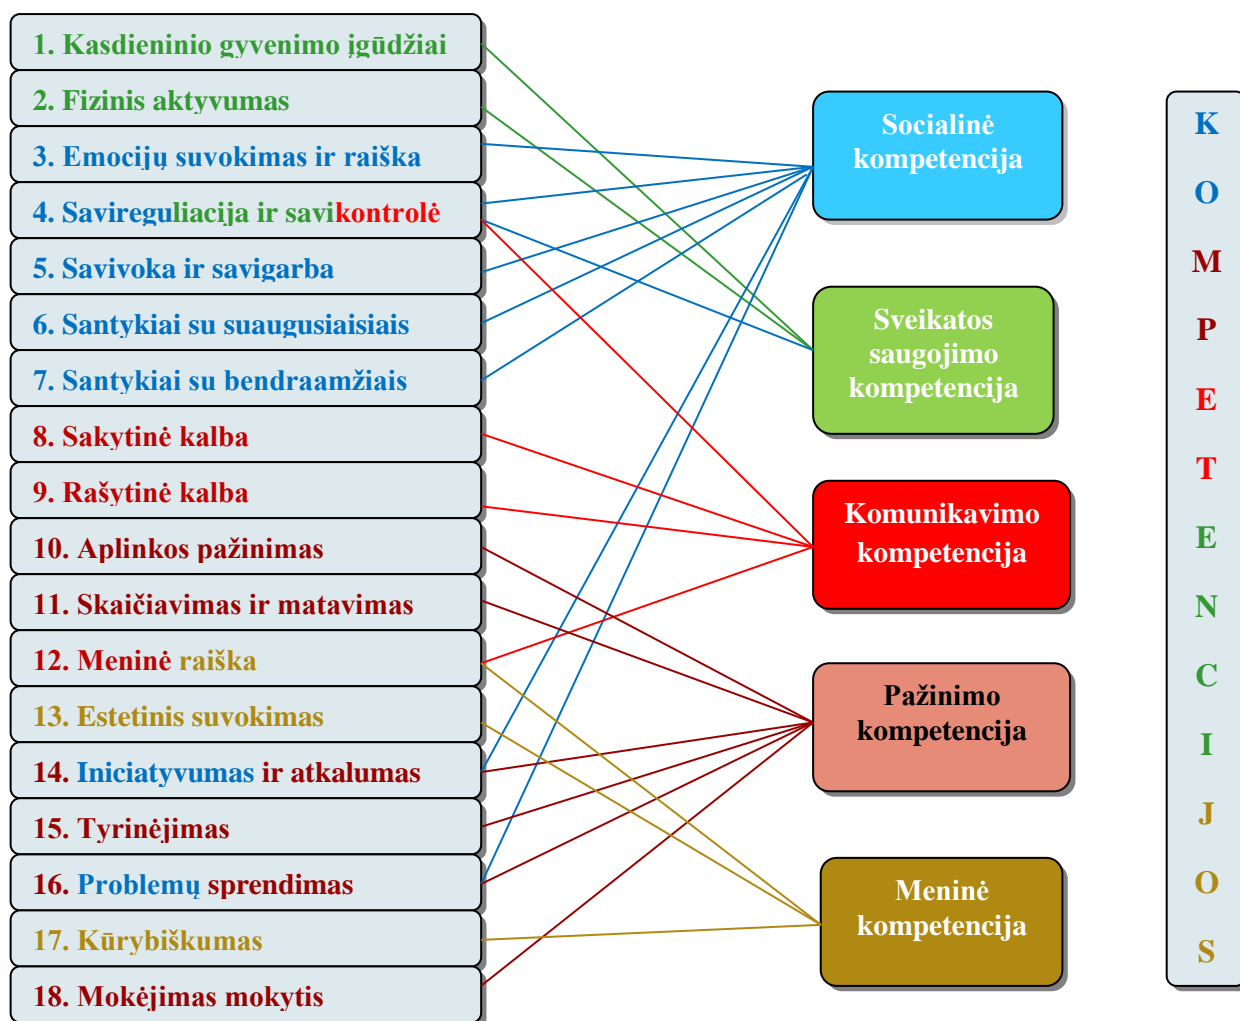 1. Kasdieninio gyvenimo įgūdžiai
2. Fizinis aktyvumas
3. Emocijų suvokimas ir raiška
4. Savireguliacija ir savikontrolė
5. Savivoka ir savigarba
6. Santykiai su suaugusiaisiais
7. Santykiai su bendraamžiais
8. Sakytinė kalba
9. Rašytinė kalba
10. Aplinkos pažinimas
11. Skaičiavimas ir matavimas
12. Meninė raiška
13. Estetinis suvokimas
14. Iniciatyvumas ir atkalumas
15. Tyrinėjimas
16. Problemų sprendimas
17. Kūrybiškumas
18. Mokėjimas mokytis
Socialinė
kompetencija
Sveikatos
saugojimo
kompetencija
Komunikavimo
kompetencija
Pažinimo
kompetencija
Meninė
kompetencija
K
O
M
P
E
T
E
N
C
I
J
O
S